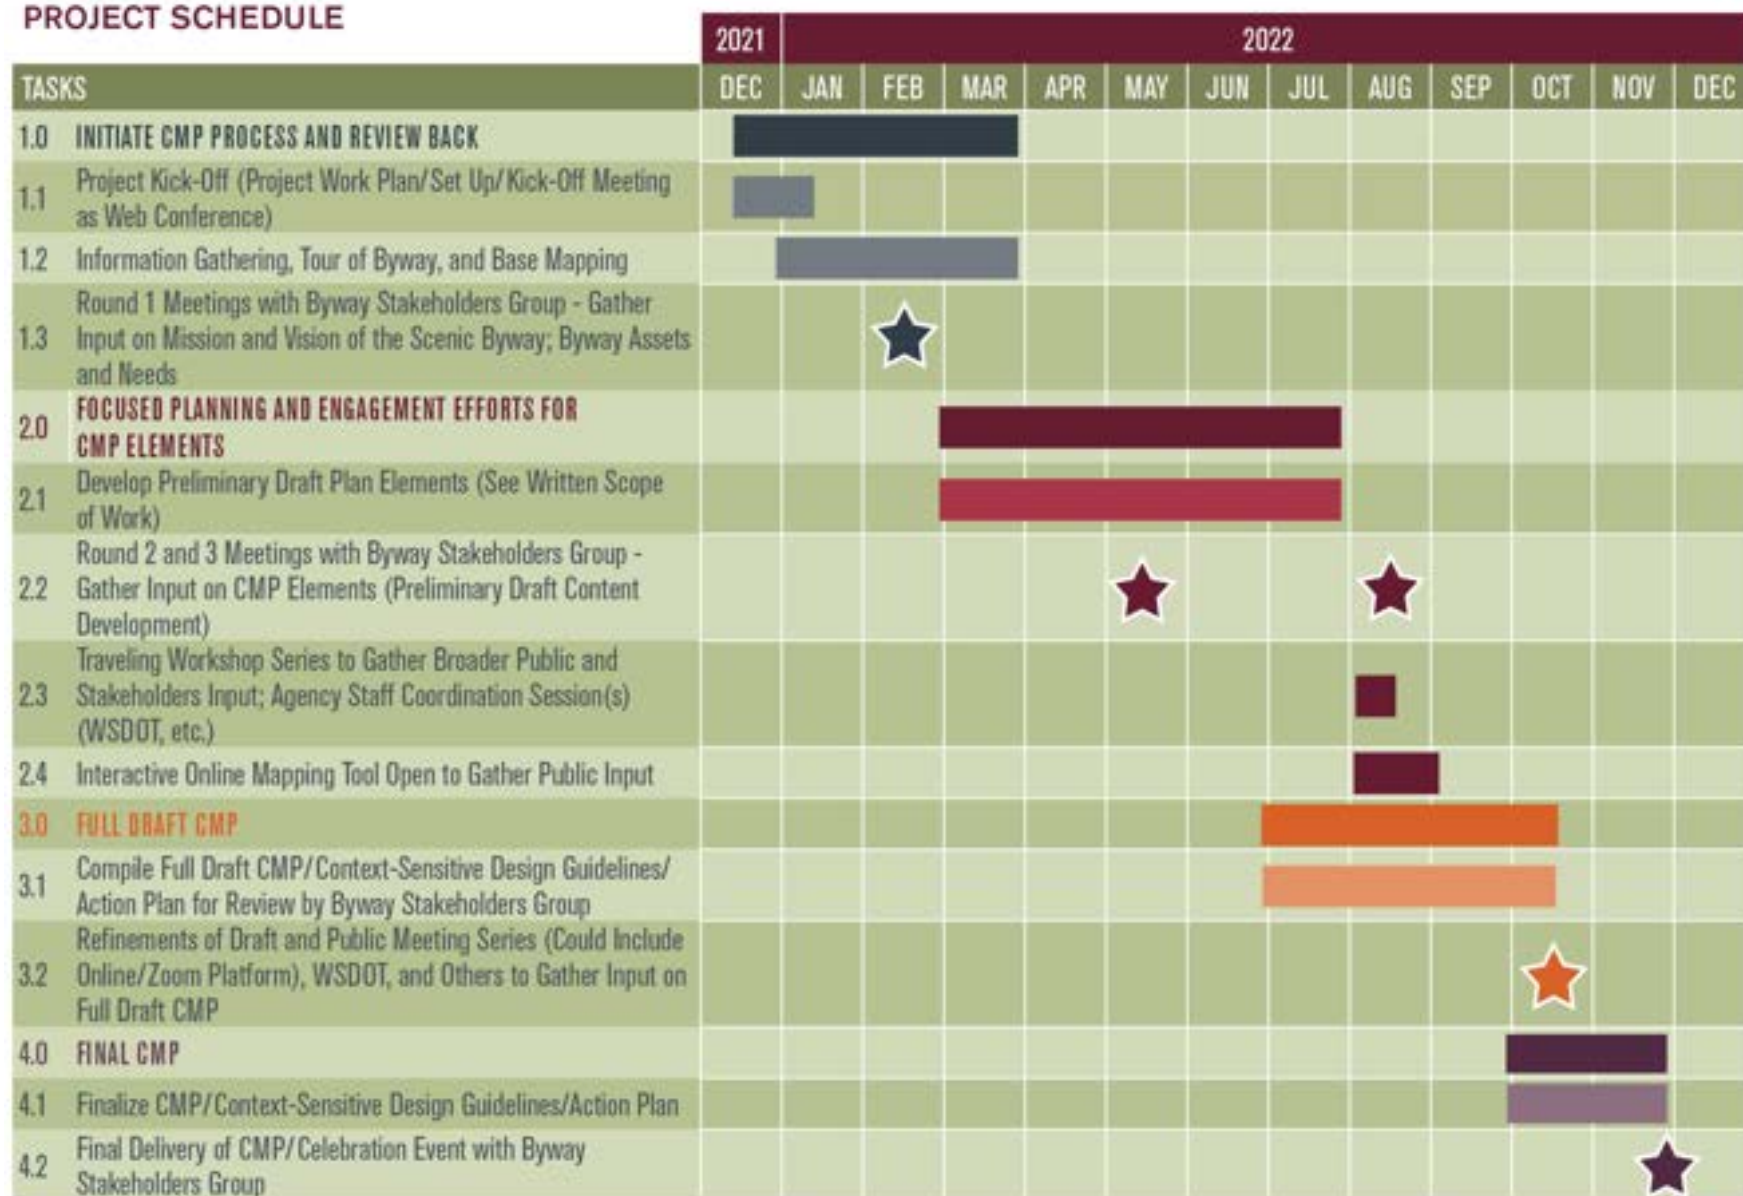 PROJECT SCHEDULE
2021 2022
TASKS DEC JAN FEB MAR APR MAY JUN JUL AUG SEP OCT NOV DEC
1.0 INITIATE CMP PROCESS AND REVIEW BACK
1.1 Project Kick-Off (Project Work Plan/Set Up/Kick-Off Meeting
as Web Conference)
1.2 Information Gathering, Tour of Byway, and Base Mapping
1.3 Round 1 Meetings with Byway Stakeholders Group - Gather
Input on Mission and Vision of the Scenic Byway; Byway Assets
and Needs
2.0 FOCUSED PLANNING AND ENGAGEMENT EFFORTS FOR
CMP ELEMENTS
2.1 Develop Preliminary Draft Plan Elements (See Written Scope
of Work)
2.2 Round 2 and 3 Meetings with Byway Stakeholders Group -
Gather Input on CMP Elements (Preliminary Draft Content
Development)
2.3 Traveling Workshop Series to Gather Broader Public and
Stakeholders Input; Agency Staff Coordination Session(s)
(WSDOT, etc.)
2.4 Interactive Online Mapping Tool Open to Gather Public Input
3.0 FULL DRAFT CMP
3.1 Compile Full Draft CMP/Context-Sensitive Design Guidelines/
Action Plan for Review by Byway Stakeholders Group
3.2 Refinements of Draft and Public Meeting Series (Could Include
Online/Zoom Platform), WSDOT, and Others to Gather Input on
Full Draft CMP
4.0 FINAL CMP
4.1 Finalize CMP/Context-Sensitive Design Guidelines/Action Plan
4.2 Final Delivery of CMP/Celebration Event with Byway
Stakeholders Group